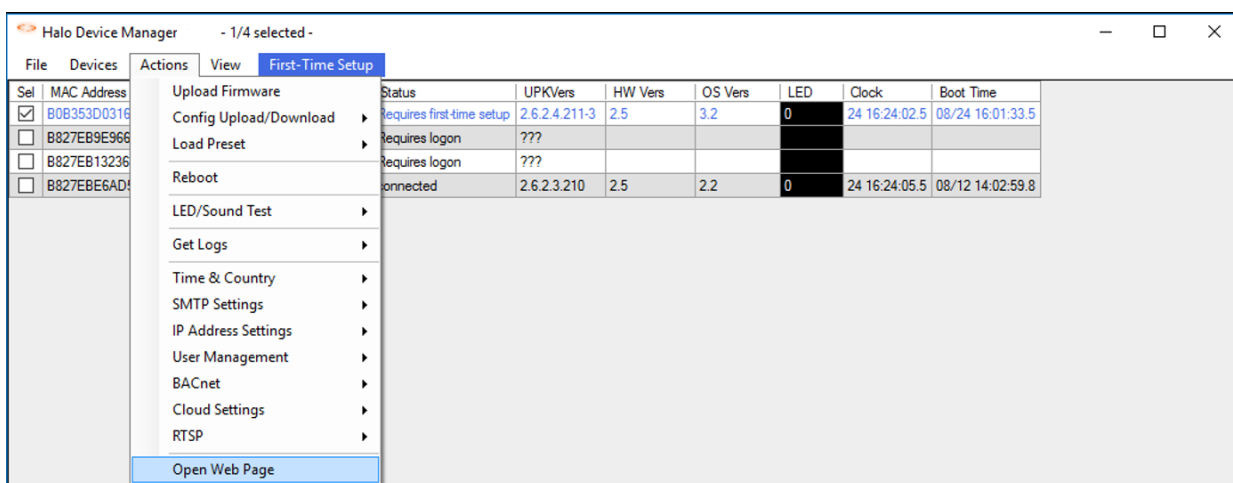 Halo Device Manager - 1/4 selected -
File Devices Actions View First-Time Setup
Sel MAC Address Status UPKVers HW Vers OS Vers LED Clock Boot Time
B0B353D0316 Requires first-time setup 2.6.2.4.211-3 2.5 3.2 0 24 16:24:02.5 08/24 16:01:33.5
B827EB9E966 Requires logon ???
B827EB13236 Requires logon ???
B827EBE6AD connected 2.6.2.3.210 2.5 2.2 0 24 16:24:05.5 08/12 14:02:59.8
Upload Firmware
Config Upload/Download
Load Preset
Reboot
LED/Sound Test
Get Logs
Time & Country
SMTP Settings
IP Address Settings
User Management
BACnet
Cloud Settings
RTSP
Open Web Page